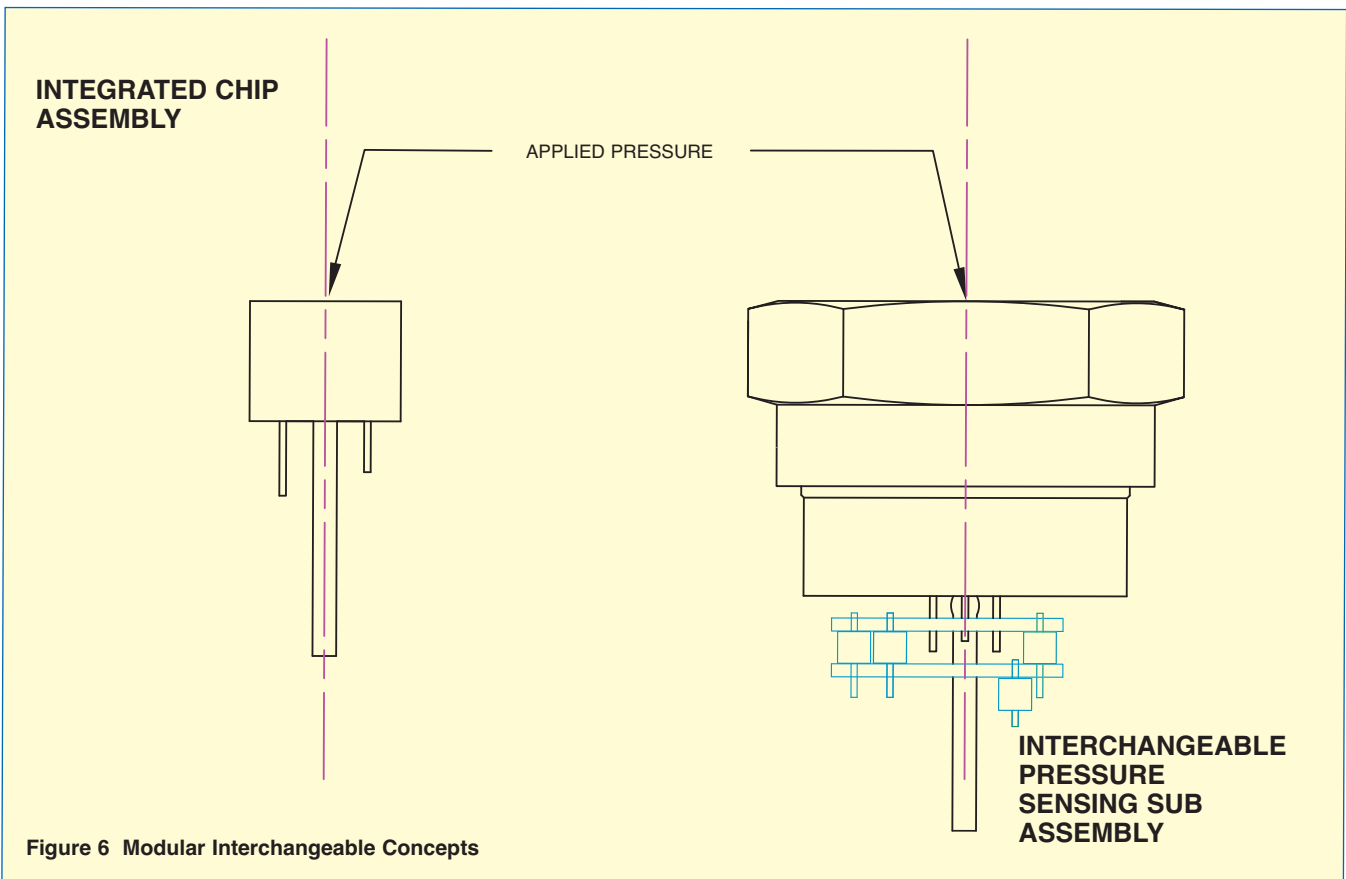 INTEGRATED CHIP
ASSEMBLY
APPLIED PRESSURE
INTERCHANGEABLE
PRESSURE
SENSING SUB
ASSEMBLY
Figure 6 Modular Interchangeable Concepts